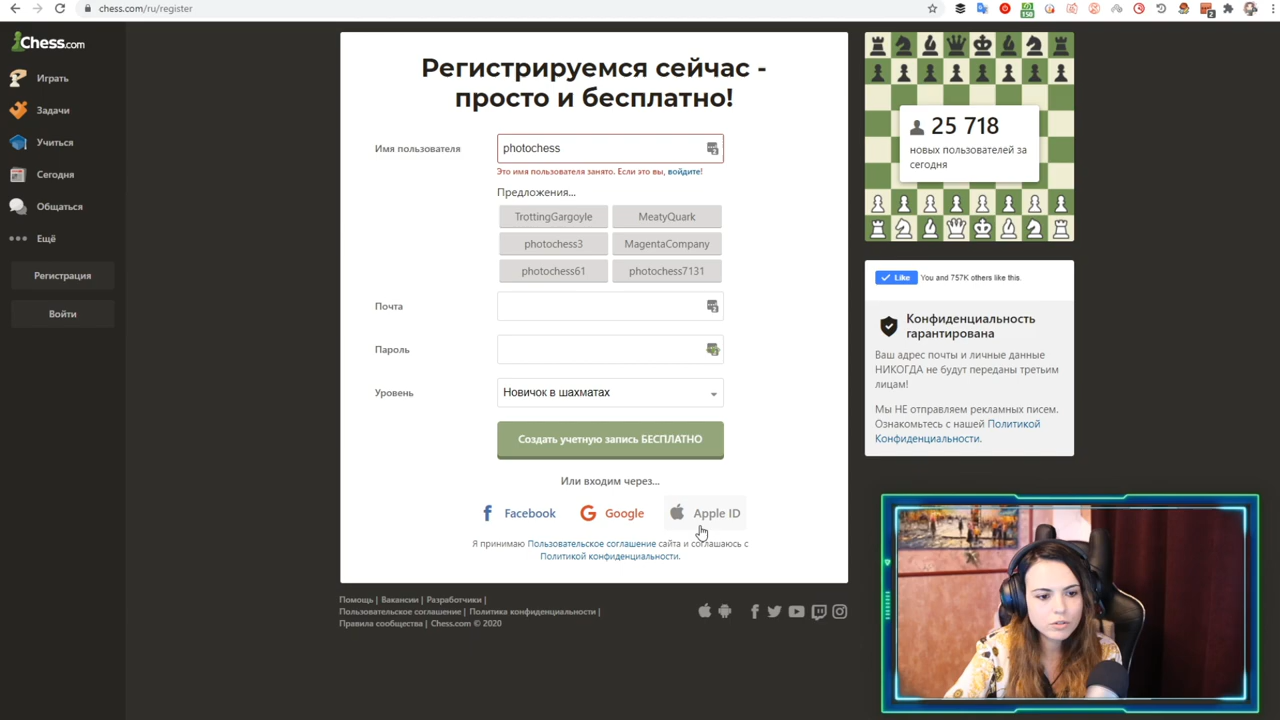 chess.com/ru/register
150
2
Chess.com
Играть
Задачи
Учиться
Сегодня
Общаться
Ещё
Регистрация
Войти
Регистрируемся сейчас -
просто и бесплатно!
Имя пользователя
photochess
Это имя пользователя занято. Если это вы, войдите!
Предложения...
TrottingGargoyle
MeatyQuark
photochess3
MagentaCompany
photochess61
photochess7131
Почта
Пароль
Уровень
Новичок в шахматах
Создать учетную запись БЕСПЛАТНО
Или входим через...
Facebook
Google
Apple ID
Я принимаю Пользовательское соглашение сайта и соглашаюсь с
Политикой конфиденциальности.
Помощь | Вакансии | Разработчики |
Пользовательское соглашение | Политика конфиденциальности |
Правила сообщества | Chess.com © 2020
25 718
новых пользователей за
сегодня
Like You and 757K others like this.
Конфиденциальность
гарантирована
Ваш адрес почты и личные данные
НИКОГДА не будут переданы третьим
лицам!
Мы НЕ отправляем рекламных писем.
Ознакомьтесь с нашей Политикой
Конфиденциальности.